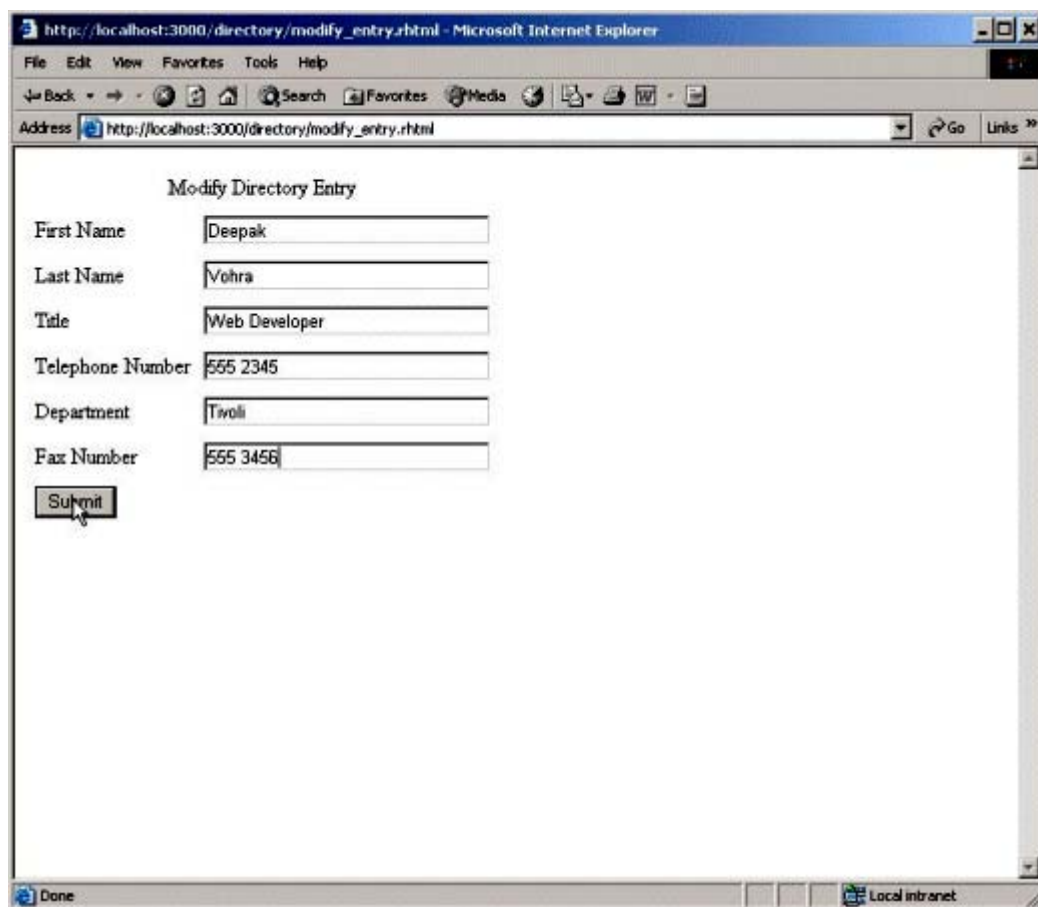 http://localhost:3000/directory/modify_entry.rhtml - Microsoft Internet Explorer
File Edit View Favorites Tools Help
Back Search Favorites Media
Address http://localhost:3000/directory/modify_entry.rhtml Go Links »
Modify Directory Entry
First Name Deepak
Last Name Vohra
Title Web Developer
Telephone Number 555 2345
Department Tivoli
Fax Number 555 3456
Submit
Done Local intranet